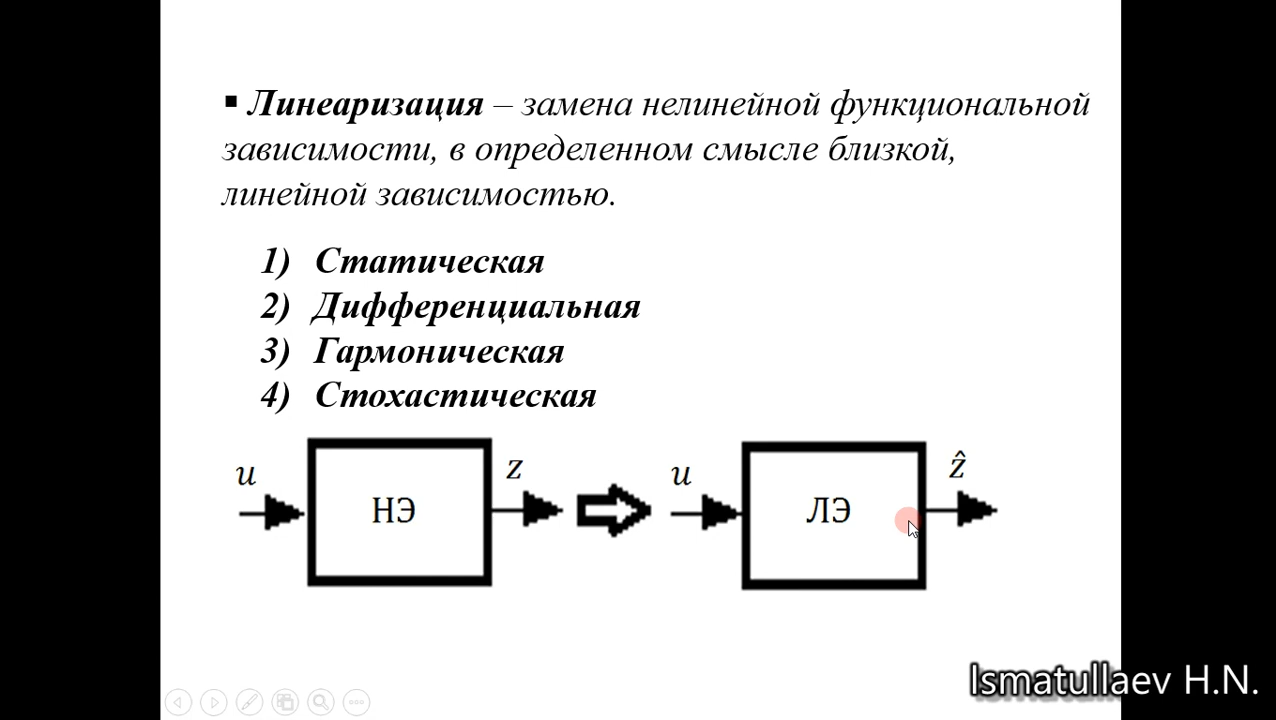 ▪ Линеаризация – замена нелинейной функциональной
зависимости, в определенном смысле близкой,
линейной зависимостью.
1) Статическая
2) Дифференциальная
3) Гармоническая
4) Стохастическая
u НЭ z u ЛЭ ẑ
Ismatullaev H.N.